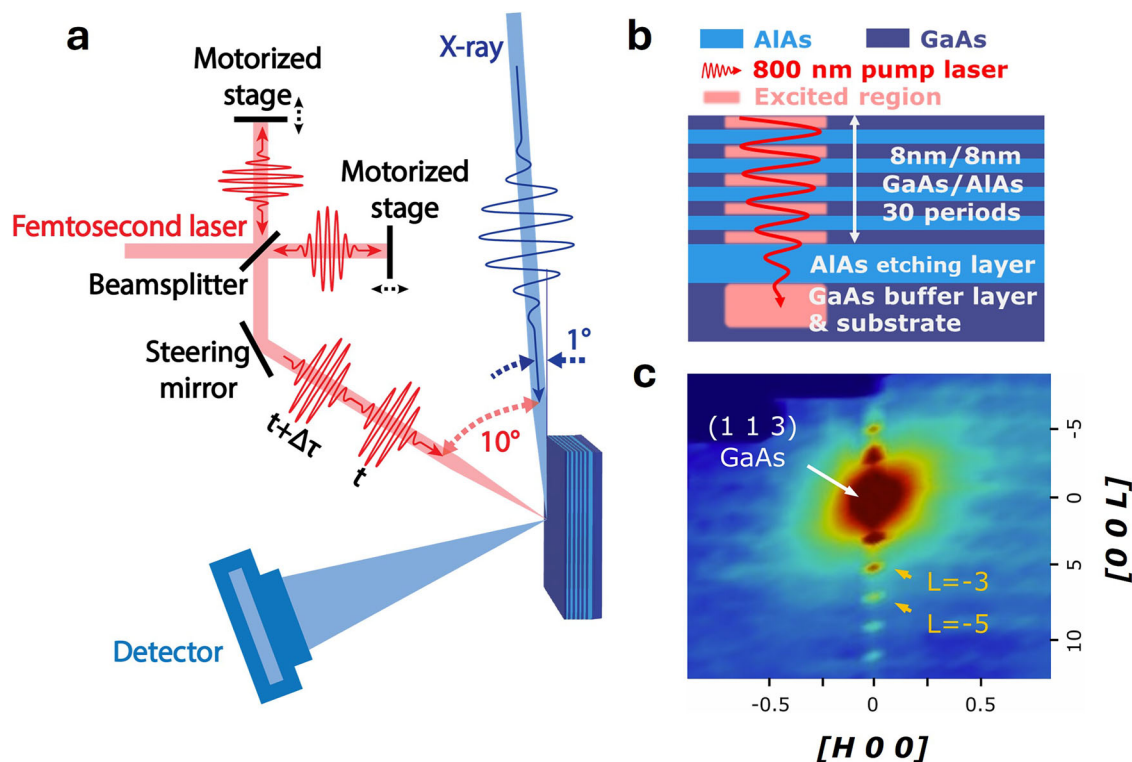 a
X-ray
Motorized
stage
Motorized
stage
Femtosecond laser
Beamsplitter
Steering
mirror
1°
10°
t+Δτ
t
Detector
b
AlAs
GaAs
800 nm pump laser
Excited region
8nm/8nm
GaAs/AlAs
30 periods
AlAs etching layer
GaAs buffer layer
& substrate
c
(1 1 3)
GaAs
L=-3
L=-5
-5
0
5
10
[0 0 L]
-0.5
0
0.5
[H 0 0]